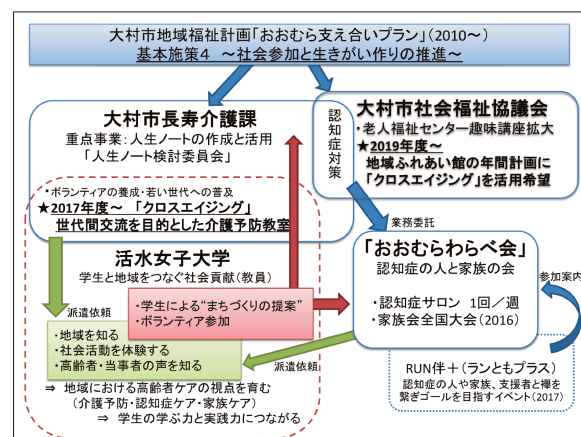 大村市地域福祉計画「おおむら支え合いプラン」（2010～）
基本施策４　～社会参加と生きがい作りの推進～
大村市長寿介護課
重点事業：人生ノートの作成と活用
「人生ノート検討委員会」
認知症対策
大村市社会福祉協議会
・老人福祉センター趣味講座拡大
★2019年度～
地域ふれあい館の年間計画に
「クロスエイジング」を活用希望
・ボランティアの養成・若い世代への普及
★2017年度～　「クロスエイジング」
世代間交流を目的とした介護予防教室
業務委託
活水女子大学
学生と地域をつなぐ社会貢献（教員）
「おおむらわらべ会」
認知症の人と家族の会
・認知症サロン　1回／週
・家族会全国大会（2016）
参加案内
派遣依頼
・学生による“まちづくりの提案”
・ボランティア参加
・地域を知る
・社会活動を体験する
・高齢者・当事者の声を知る
派遣依頼
RUN伴＋（ランともプラス）
認知症の人や家族、支援者と襷を
繋ぎゴールを目指すイベント（2017）
⇒　地域における高齢者ケアの視点を育む
（介護予防・認知症ケア・家族ケア）
⇒　学生の学ぶ力と実践力につながる